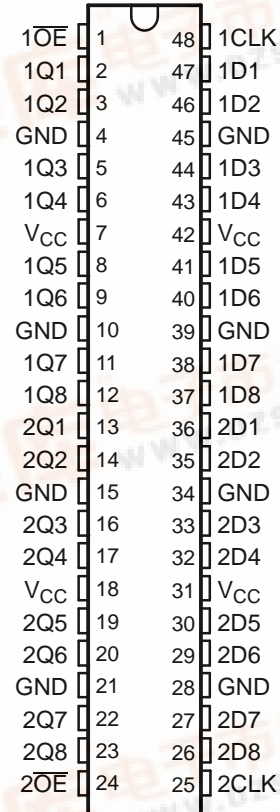 1O̅E̅ 1 48 1CLK
1Q1 2 47 1D1
1Q2 3 46 1D2
GND 4 45 GND
1Q3 5 44 1D3
1Q4 6 43 1D4
VCC 7 42 VCC
1Q5 8 41 1D5
1Q6 9 40 1D6
GND 10 39 GND
1Q7 11 38 1D7
1Q8 12 37 1D8
2Q1 13 36 2D1
2Q2 14 35 2D2
GND 15 34 GND
2Q3 16 33 2D3
2Q4 17 32 2D4
VCC 18 31 VCC
2Q5 19 30 2D5
2Q6 20 29 2D6
GND 21 28 GND
2Q7 22 27 2D7
2Q8 23 26 2D8
2O̅E̅ 24 25 2CLK